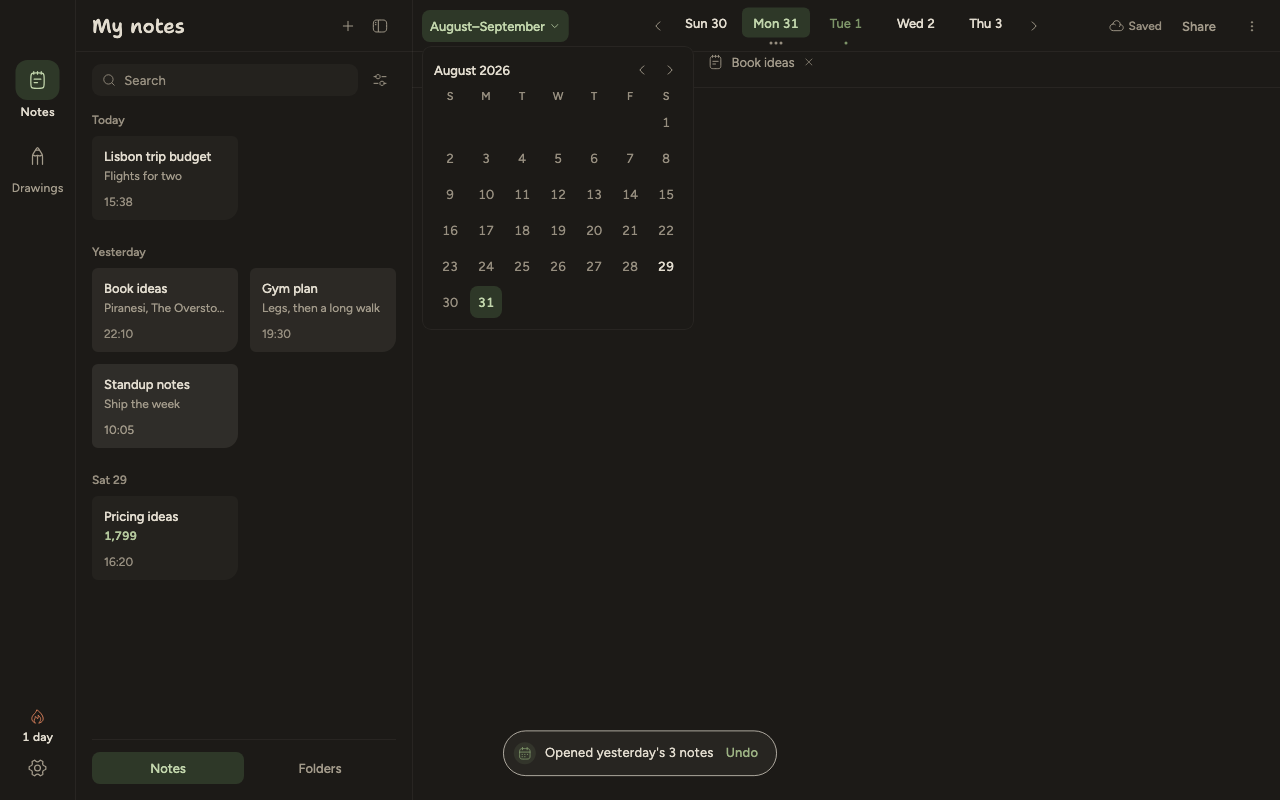 My notes
August–September
Sun 30
Mon 31
Tue 1
Wed 2
Thu 3
Saved
Share
Notes
Drawings
Search
Today
Lisbon trip budget
Flights for two
15:38
Yesterday
Book ideas
Piranesi, The Oversto...
22:10
Gym plan
Legs, then a long walk
19:30
Standup notes
Ship the week
10:05
Sat 29
Pricing ideas
1,799
16:20
August 2026
S M T W T F S
1
2 3 4 5 6 7 8
9 10 11 12 13 14 15
16 17 18 19 20 21 22
23 24 25 26 27 28 29
30 31
Book ideas
1 day
Notes
Folders
Opened yesterday's 3 notes Undo